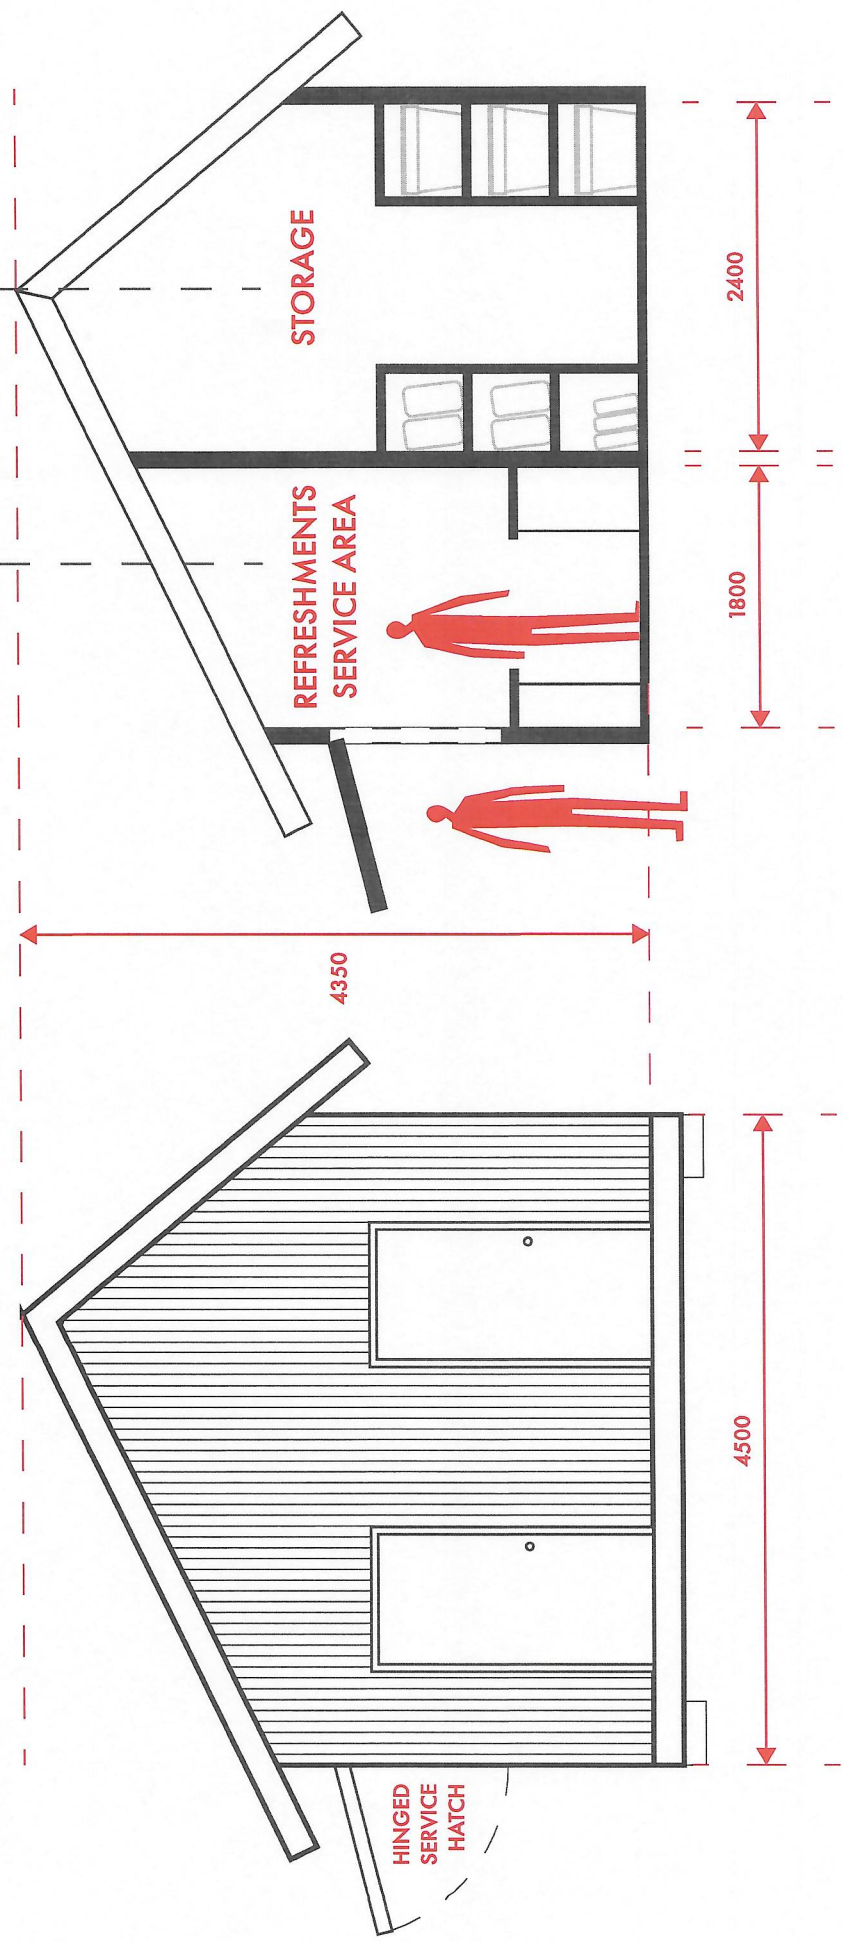 HINGED
SERVICE
HATCH
4500
4350
REFRESHMENTS
SERVICE AREA
STORAGE
1800
2400